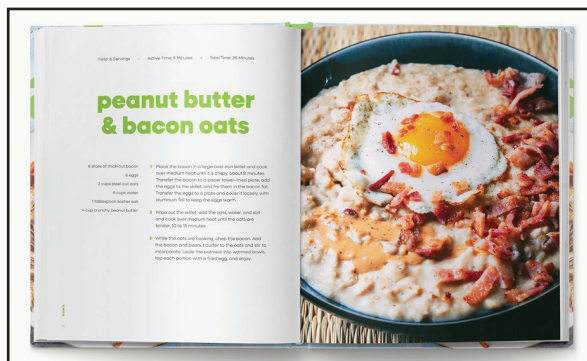 Yield: 6 Servings - Active Time: 5 Minutes - Total Time: 25 Minutes
peanut butter
& bacon oats
6 slices of thick-cut bacon
6 eggs
2 cups steel cut oats
6 cups water
1 tablespoon kosher salt
½ cup crunchy peanut butter
1 Place the bacon in a large cast-iron skillet and cook
over medium heat until it is crispy, about 8 minutes.
Transfer the bacon to a paper towel-lined plate, add
the eggs to the skillet, and fry them in the bacon fat.
Transfer the eggs to a plate and cover it loosely with
aluminum foil to keep the eggs warm.
2 Wipe out the skillet, add the oats, water, and salt
and cook over medium heat until the oats are
tender, 10 to 15 minutes.
3 While the oats are cooking, chop the bacon. Add
the bacon and peanut butter to the oats and stir to
incorporate. Ladle the oatmeal into warmed bowls,
top each portion with a fried egg, and enjoy.